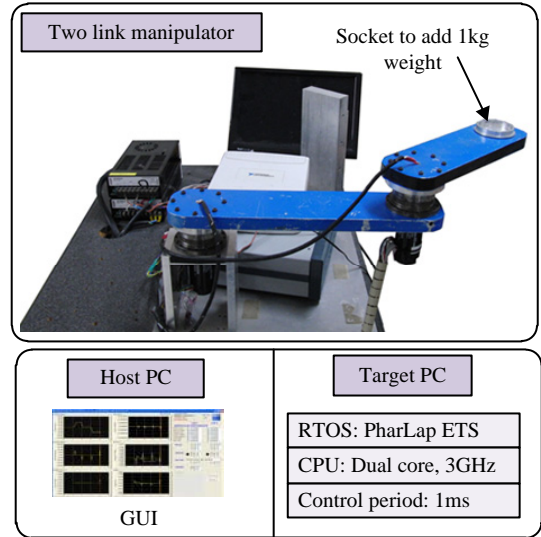 Two link manipulator
Socket to add 1kg
weight
Host PC
GUI
Target PC
RTOS: PharLap ETS
CPU: Dual core, 3GHz
Control period: 1ms